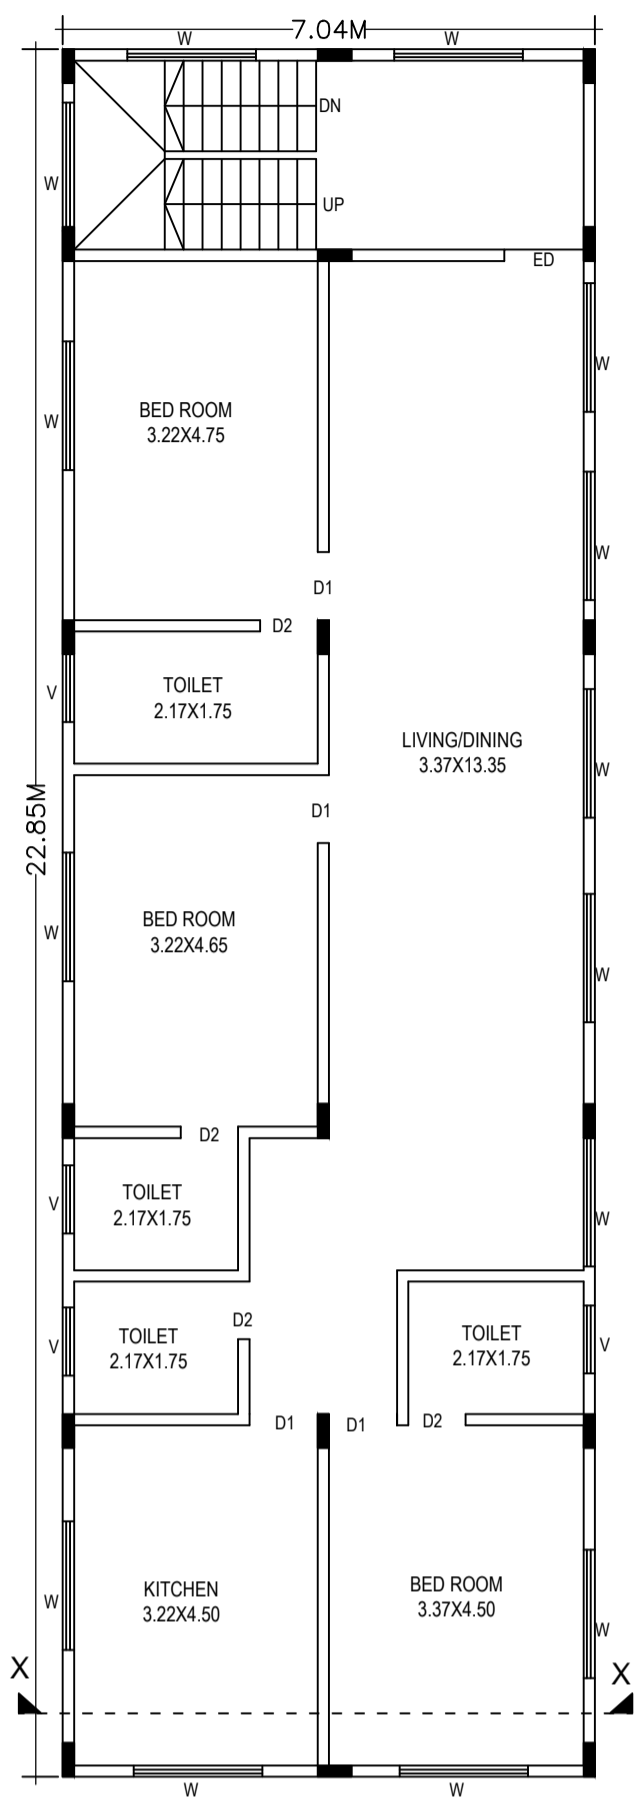 7.04M
W
W
DN
W
UP
ED
W
BED ROOM
3.22X4.75
W
W
D1
D2
TOILET
2.17X1.75
V
LIVING/DINING
3.37X13.35
W
22.85M
D1
BED ROOM
3.22X4.65
W
W
D2
TOILET
2.17X1.75
V
W
D2
TOILET
2.17X1.75
V
TOILET
2.17X1.75
V
D1
D1
D2
KITCHEN
3.22X4.50
W
BED ROOM
3.37X4.50
W
X
X
W
W